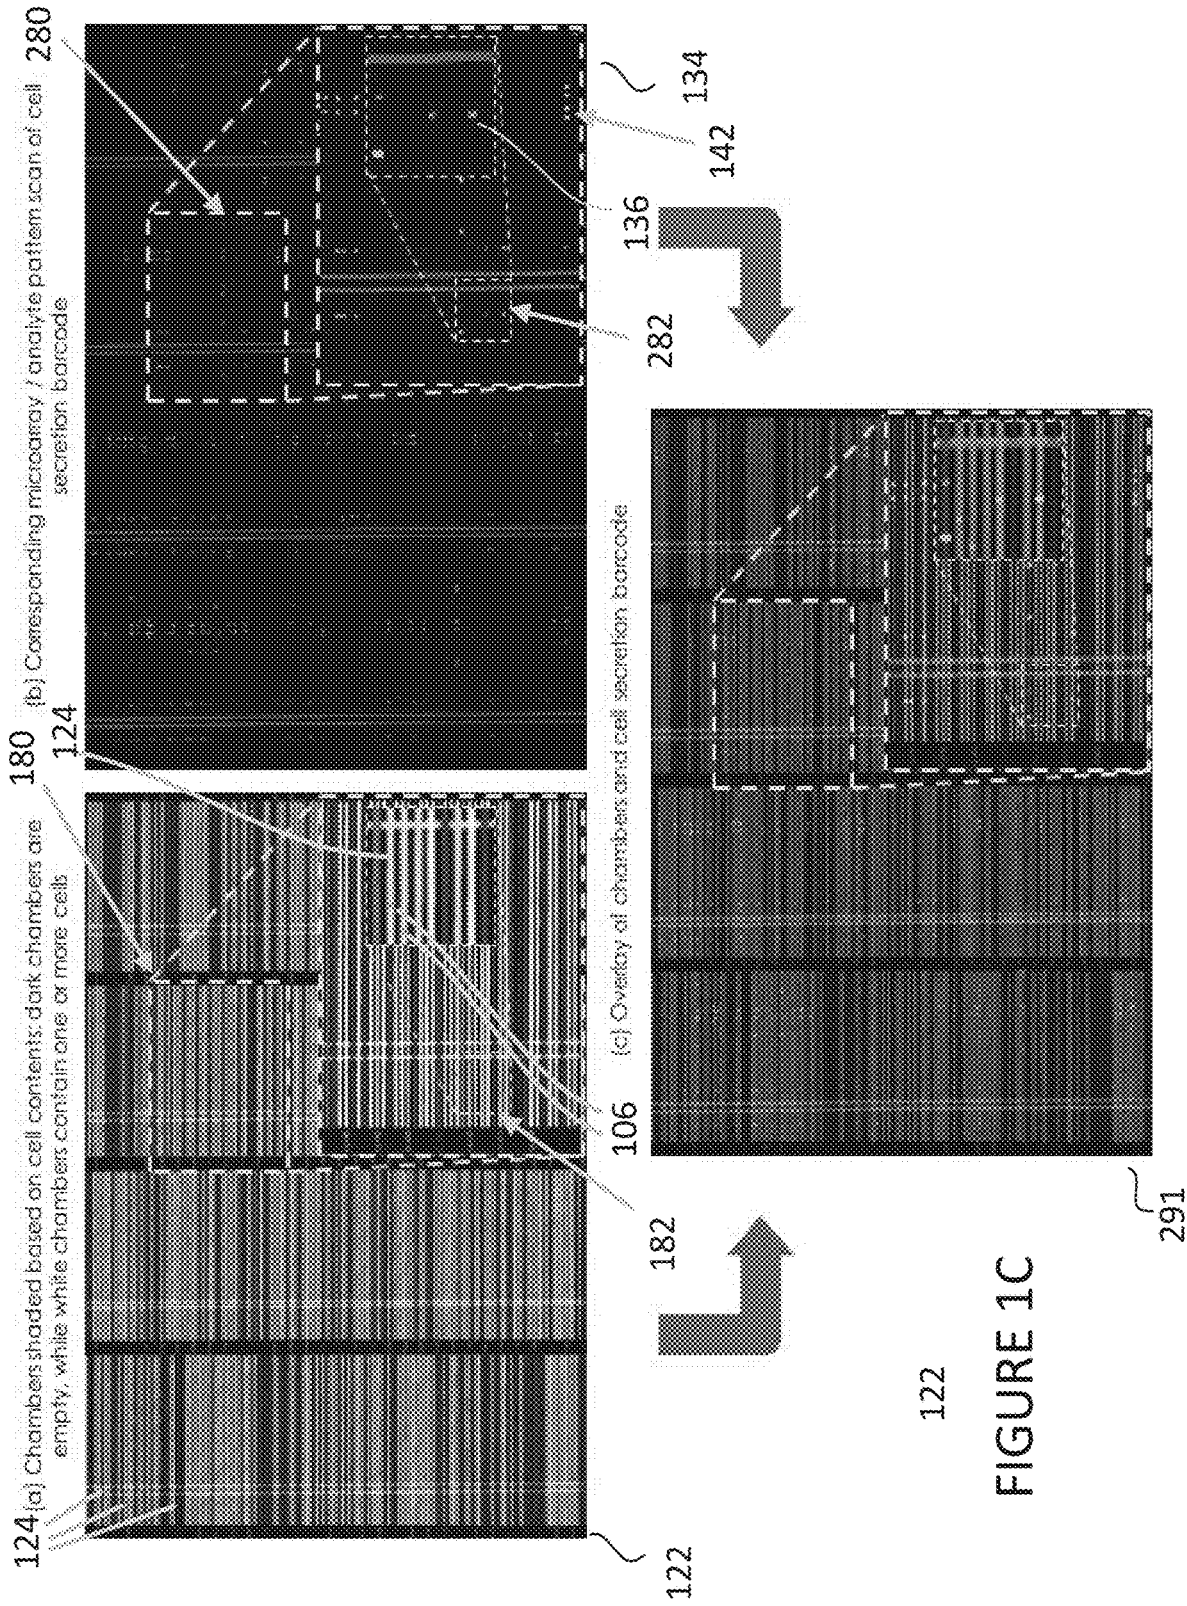 (a) Chambers shaded based on cell contents: dark chambers are
empty, while white chambers contain one or more cells
124
180
124
106
182
122
(b) Corresponding microarray / analyte pattern scan of cell
secretion barcode
280
134
142
136
282
(c) Overlay of chambers and cell secretion barcode
291
122
FIGURE 1C